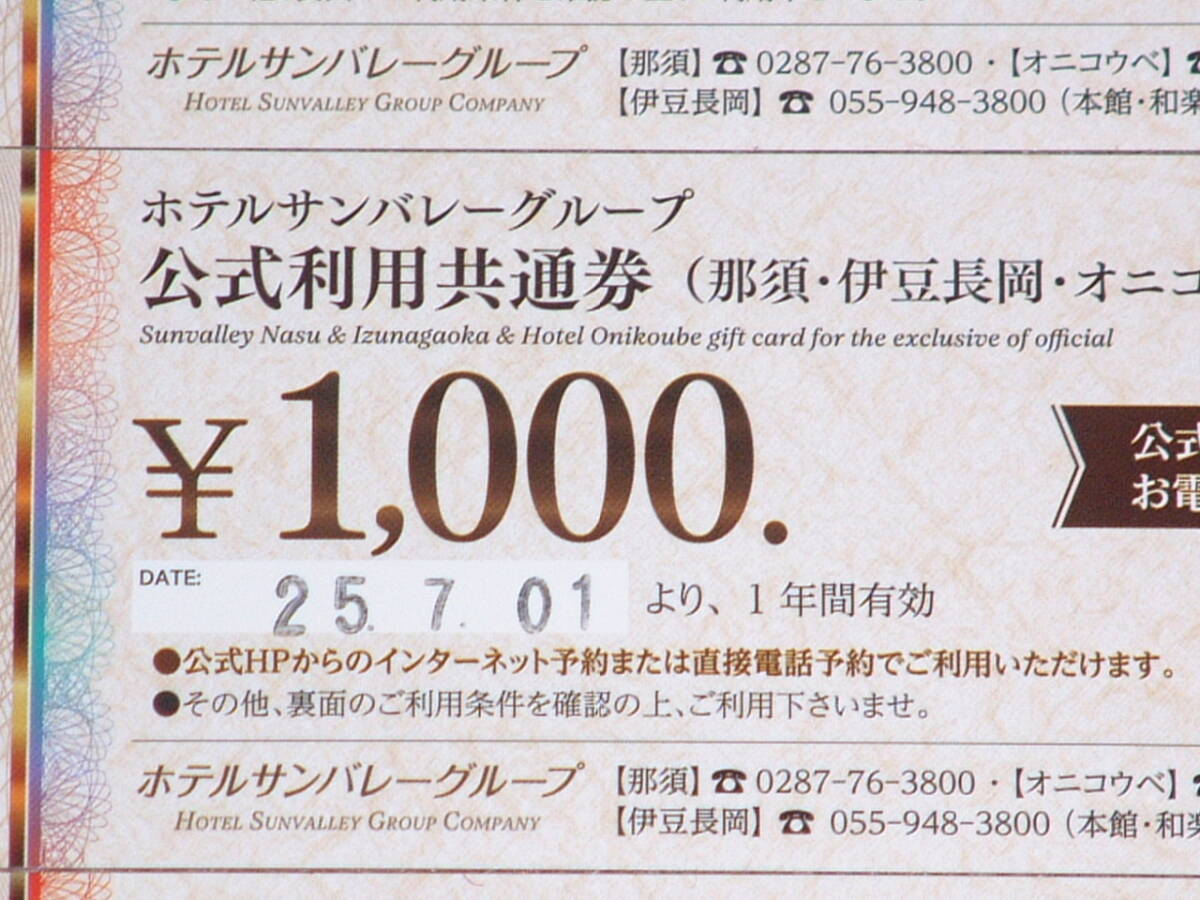 ホテルサンバレーグループ 【那須】☎0287-76-3800・【オニコウベ】
HOTEL SUNVALLEY GROUP COMPANY 【伊豆長岡】☎ 055-948-3800(本館・和楽
ホテルサンバレーグループ
公式利用共通券(那須・伊豆長岡・オニコ
Sunvalley Nasu & Izunagaoka & Hotel Onikoube gift card for the exclusive of official
¥1,000.
公式
お電
DATE: 25. 7. 01 より、1年間有効
●公式HPからのインターネット予約または直接電話予約でご利用いただけます。
●その他、裏面のご利用条件を確認の上、ご利用下さいませ。
ホテルサンバレーグループ 【那須】☎0287-76-3800・【オニコウベ】
HOTEL SUNVALLEY GROUP COMPANY 【伊豆長岡】☎ 055-948-3800(本館・和楽